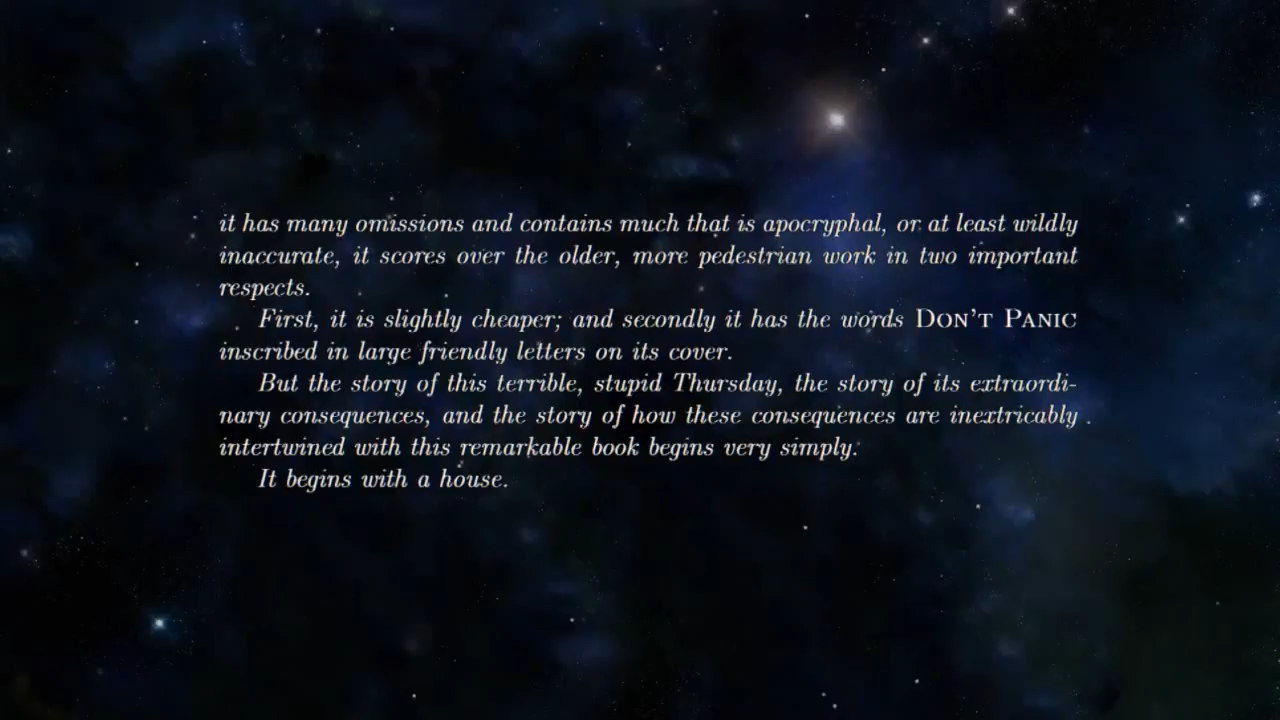 it has many omissions and contains much that is apocryphal, or at least wildly
inaccurate, it scores over the older, more pedestrian work in two important
respects.
First, it is slightly cheaper; and secondly it has the words DON'T PANIC
inscribed in large friendly letters on its cover.
But the story of this terrible, stupid Thursday, the story of its extraordi-
nary consequences, and the story of how these consequences are inextricably
intertwined with this remarkable book begins very simply.
It begins with a house.